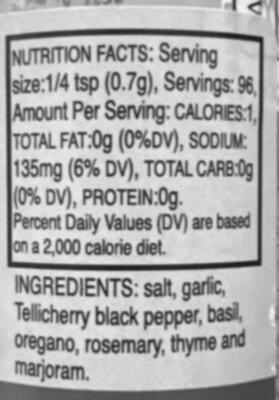 NUTRITION FACTS: Serving
size:1/4 tsp (0.7g), Servings: 96,
Amount Per Serving: CALORIES:1,
TOTAL FAT:0g (0%DV), SODIUM:
135mg (6% DV), TOTAL CARB:0g
(0% DV), PROTEIN:0g.
Percent Daily Values (DV) are based
on a 2,000 calorie diet.
INGREDIENTS: salt, garlic,
Tellicherry black pepper, basil,
oregano, rosemary, thyme and
marjoram.